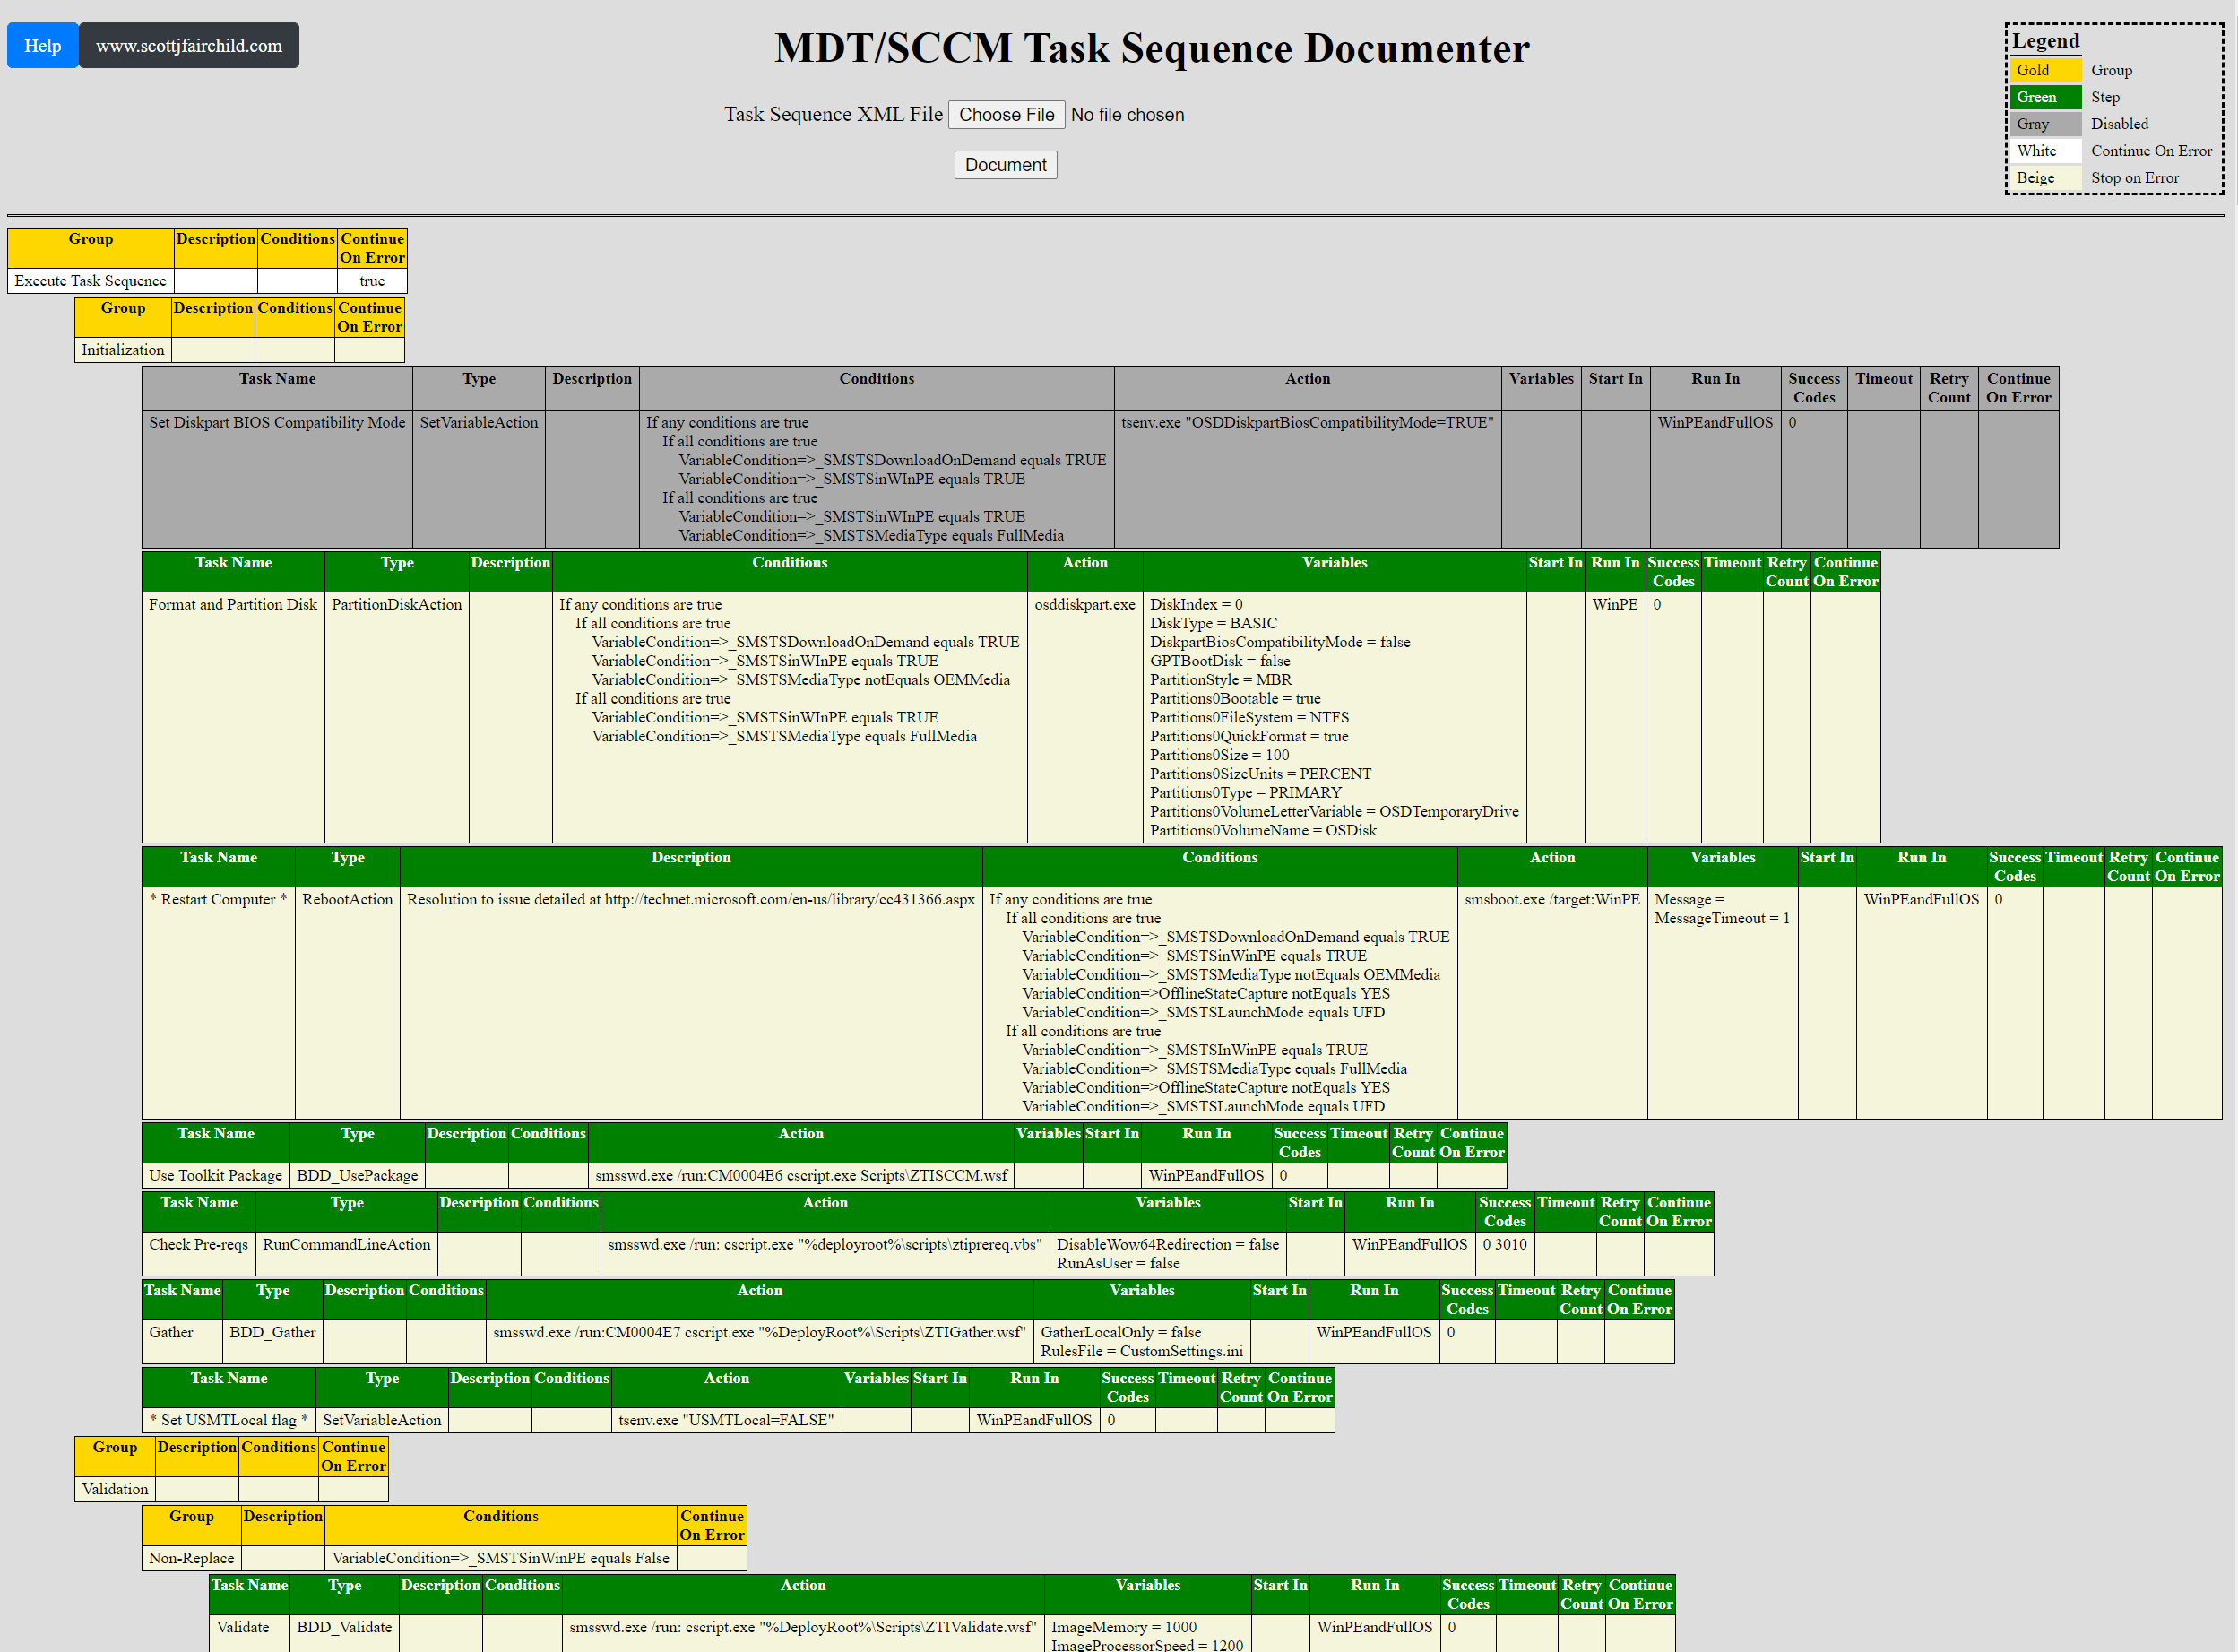 Help www.scottjfairchild.com
MDT/SCCM Task Sequence Documenter
Task Sequence XML File Choose File No file chosen
Document
Legend
Gold Group
Green Step
Gray Disabled
White Continue On Error
Beige Stop on Error
Group Description Conditions Continue On Error
Execute Task Sequence true
Group Description Conditions Continue On Error
Initialization
Task Name Type Description Conditions Action Variables Start In Run In Success Codes Timeout Retry Count Continue On Error
Set Diskpart BIOS Compatibility Mode SetVariableAction If any conditions are true tsenv.exe "OSDDiskpartBiosCompatibilityMode=TRUE" WinPEandFullOS 0
If all conditions are true
VariableCondition=>_SMSTSDownloadOnDemand equals TRUE
VariableCondition=>_SMSTSinWInPE equals TRUE
If all conditions are true
VariableCondition=>_SMSTSinWInPE equals TRUE
VariableCondition=>_SMSTSMediaType equals FullMedia
Task Name Type Description Conditions Action Variables Start In Run In Success Codes Timeout Retry Count Continue On Error
Format and Partition Disk PartitionDiskAction If any conditions are true osddiskpart.exe DiskIndex = 0 WinPE 0
If all conditions are true DiskType = BASIC
VariableCondition=>_SMSTSDownloadOnDemand equals TRUE DiskpartBiosCompatibilityMode = false
VariableCondition=>_SMSTSinWInPE equals TRUE GPTBootDisk = false
VariableCondition=>_SMSTSMediaType notEquals OEMMedia PartitionStyle = MBR
If all conditions are true Partitions0Bootable = true
VariableCondition=>_SMSTSinWInPE equals TRUE Partitions0FileSystem = NTFS
VariableCondition=>_SMSTSMediaType equals FullMedia Partitions0QuickFormat = true
Partitions0Size = 100
Partitions0SizeUnits = PERCENT
Partitions0Type = PRIMARY
Partitions0VolumeLetterVariable = OSDTemporaryDrive
Partitions0VolumeName = OSDisk
Task Name Type Description Conditions Action Variables Start In Run In Success Codes Timeout Retry Count Continue On Error
* Restart Computer * RebootAction Resolution to issue detailed at http://technet.microsoft.com/en-us/library/cc431366.aspx If any conditions are true smsboot.exe /target:WinPE Message = WinPEandFullOS 0
If all conditions are true MessageTimeout = 1
VariableCondition=>_SMSTSDownloadOnDemand equals TRUE
VariableCondition=>_SMSTSinWinPE equals TRUE
VariableCondition=>_SMSTSMediaType notEquals OEMMedia
VariableCondition=>OfflineStateCapture notEquals YES
VariableCondition=>_SMSTSLaunchMode equals UFD
If all conditions are true
VariableCondition=>_SMSTSInWinPE equals TRUE
VariableCondition=>_SMSTSMediaType equals FullMedia
VariableCondition=>OfflineStateCapture notEquals YES
VariableCondition=>_SMSTSLaunchMode equals UFD
Task Name Type Description Conditions Action Variables Start In Run In Success Codes Timeout Retry Count Continue On Error
Use Toolkit Package BDD_UsePackage smsswd.exe /run:CM0004E6 cscript.exe Scripts\ZTISCCM.wsf WinPEandFullOS 0
Task Name Type Description Conditions Action Variables Start In Run In Success Codes Timeout Retry Count Continue On Error
Check Pre-reqs RunCommandLineAction smsswd.exe /run: cscript.exe "%deployroot%\scripts\ztiprereq.vbs" DisableWow64Redirection = false WinPEandFullOS 0 3010
RunAsUser = false
Task Name Type Description Conditions Action Variables Start In Run In Success Codes Timeout Retry Count Continue On Error
Gather BDD_Gather smsswd.exe /run:CM0004E7 cscript.exe "%DeployRoot%\Scripts\ZTIGather.wsf" GatherLocalOnly = false WinPEandFullOS 0
RulesFile = CustomSettings.ini
Task Name Type Description Conditions Action Variables Start In Run In Success Codes Timeout Retry Count Continue On Error
* Set USMTLocal flag * SetVariableAction tsenv.exe "USMTLocal=FALSE" WinPEandFullOS 0
Group Description Conditions Continue On Error
Validation
Group Description Conditions Continue On Error
Non-Replace VariableCondition=>_SMSTSinWinPE equals False
Task Name Type Description Conditions Action Variables Start In Run In Success Codes Timeout Retry Count Continue On Error
Validate BDD_Validate smsswd.exe /run: cscript.exe "%DeployRoot%\Scripts\ZTIValidate.wsf" ImageMemory = 1000 WinPEandFullOS 0
ImageProcessorSpeed = 1200